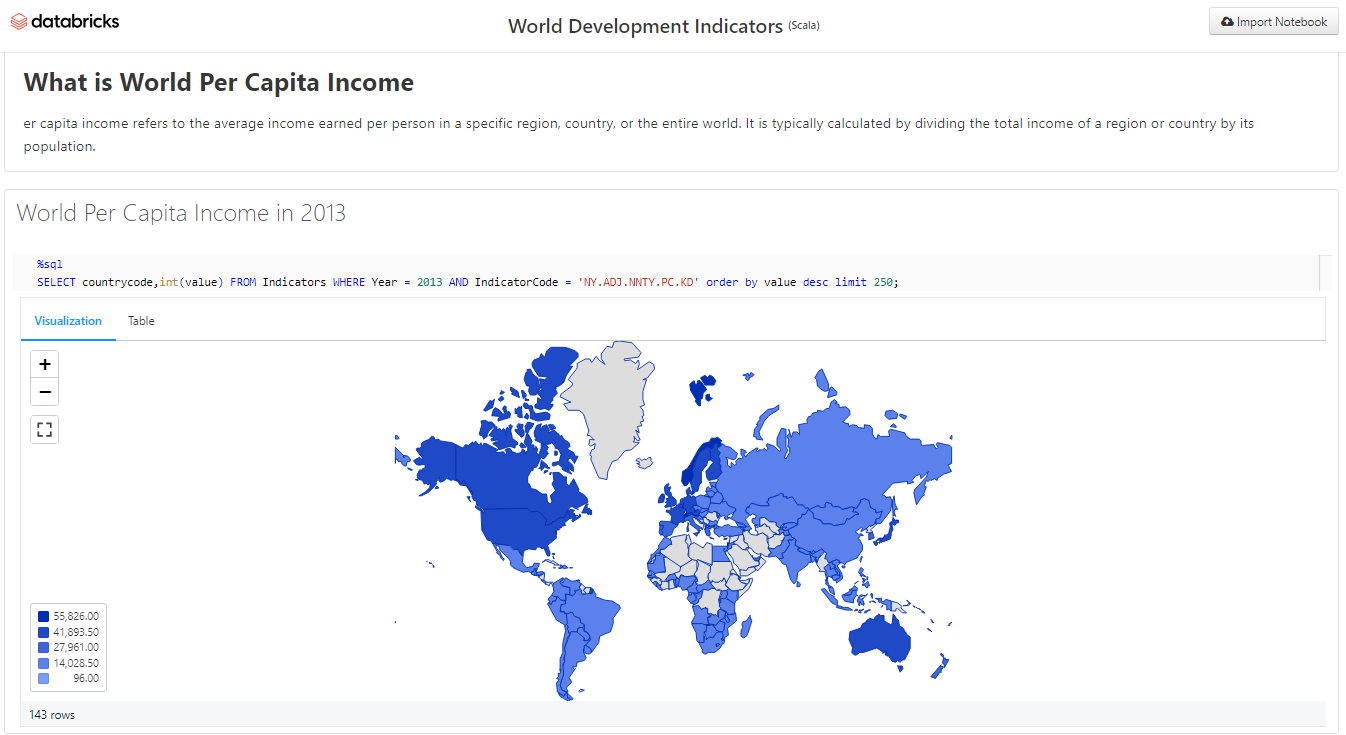 databricks
World Development Indicators (Scala)
Import Notebook
What is World Per Capita Income
er capita income refers to the average income earned per person in a specific region, country, or the entire world. It is typically calculated by dividing the total income of a region or country by its
population.
World Per Capita Income in 2013
%sql
SELECT countrycode,int(value) FROM Indicators WHERE Year = 2013 AND IndicatorCode = 'NY.ADJ.NNTY.PC.KD' order by value desc limit 250;
Visualization Table
+
−
55,826.00
41,893.50
27,961.00
14,028.50
96.00
143 rows